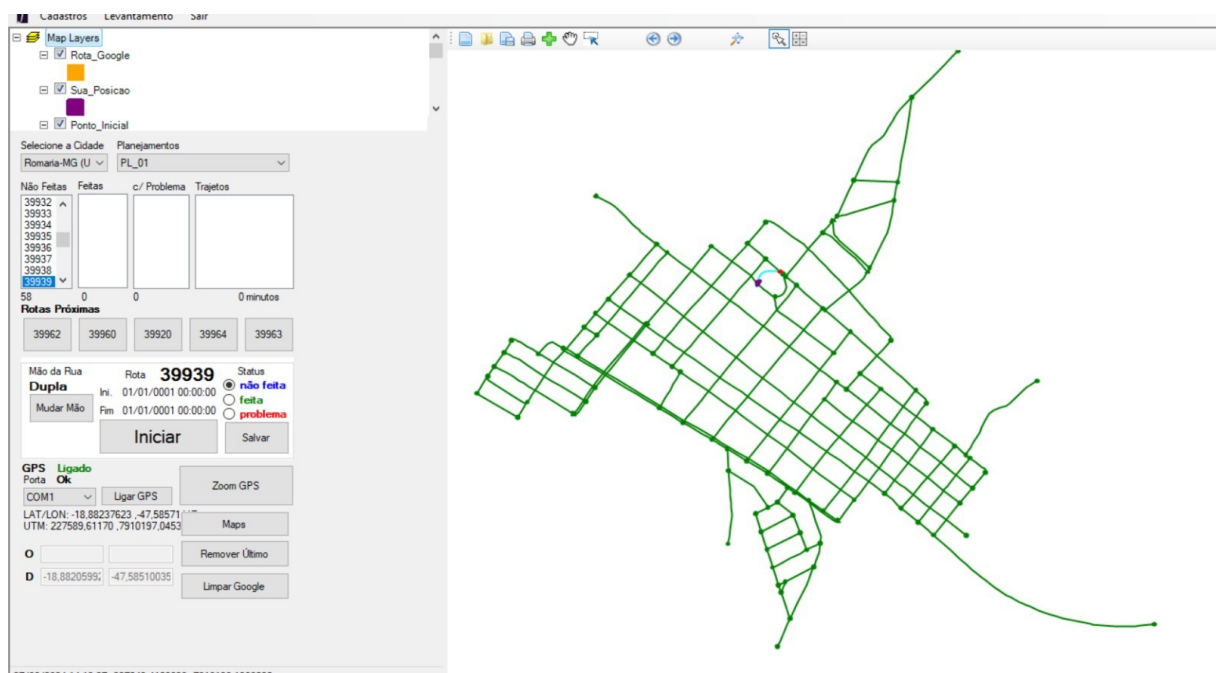 Cadastros Levantamento Sair
Map Layers
Rota_Google
Sua_Posicao
Ponto_Inicial
Selecione a Cidade Planejamentos
Romaria-MG (U PL_01
Não Feitas Feitas c/ Problema Trajetos
39932
39933
39934
39935
39936
39937
39938
39939
58 0 0 0 minutos
Rotas Próximas
39962 39960 39920 39964 39963
Mão da Rua Rota 39939 Status
Dupla Ini. 01/01/0001 00:00:00 não feita
Mudar Mão Fim 01/01/0001 00:00:00 feita
problema
Iniciar Salvar
GPS Ligado
Porta Ok
Zoom GPS
COM1 Ligar GPS
LAT/LON: -18,88237623 ,-47,58571
UTM: 227589,61170 ,7910197,0453
Maps
O Remover Último
D -18,8820599 -47,58510035
Limpar Google